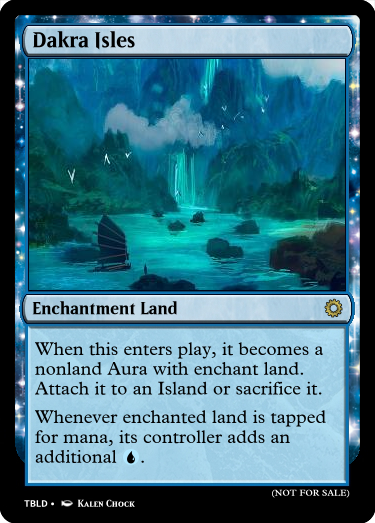 Dakra Isles
Enchantment Land
When this enters play, it becomes a
nonland Aura with enchant land.
Attach it to an Island or sacrifice it.
Whenever enchanted land is tapped
for mana, its controller adds an
additional .
(NOT FOR SALE)
TBLD • Kalen Chock